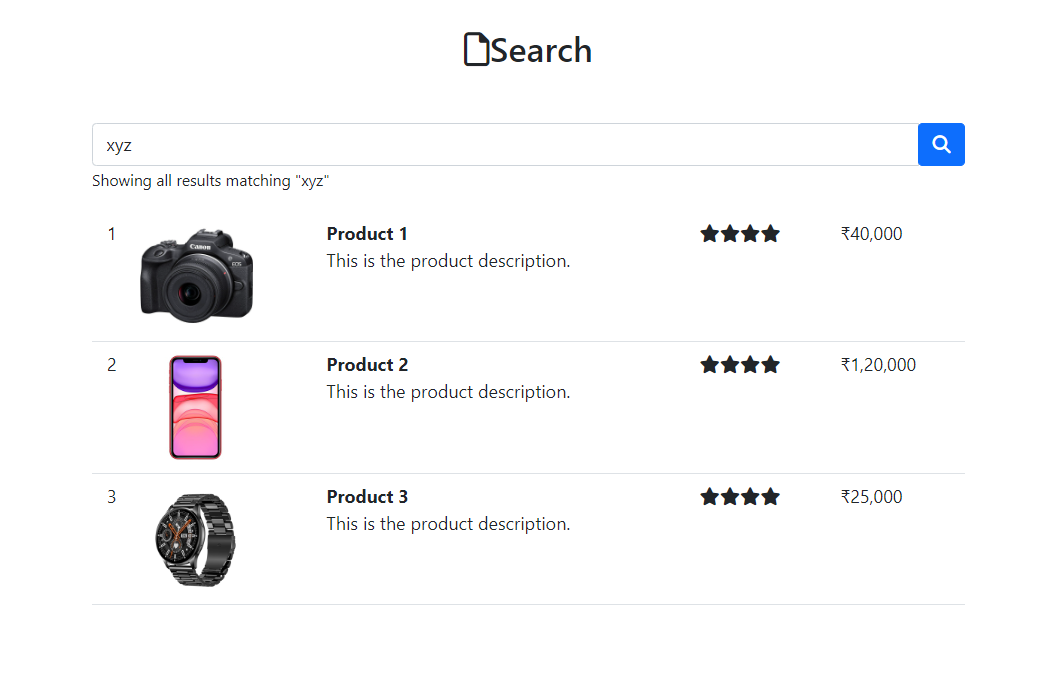 Search
xyz
Showing all results matching "xyz"
1 Product 1 ₹40,000
This is the product description.
Canon
EOS
2 Product 2 ₹1,20,000
This is the product description.
3 Product 3 ₹25,000
This is the product description.